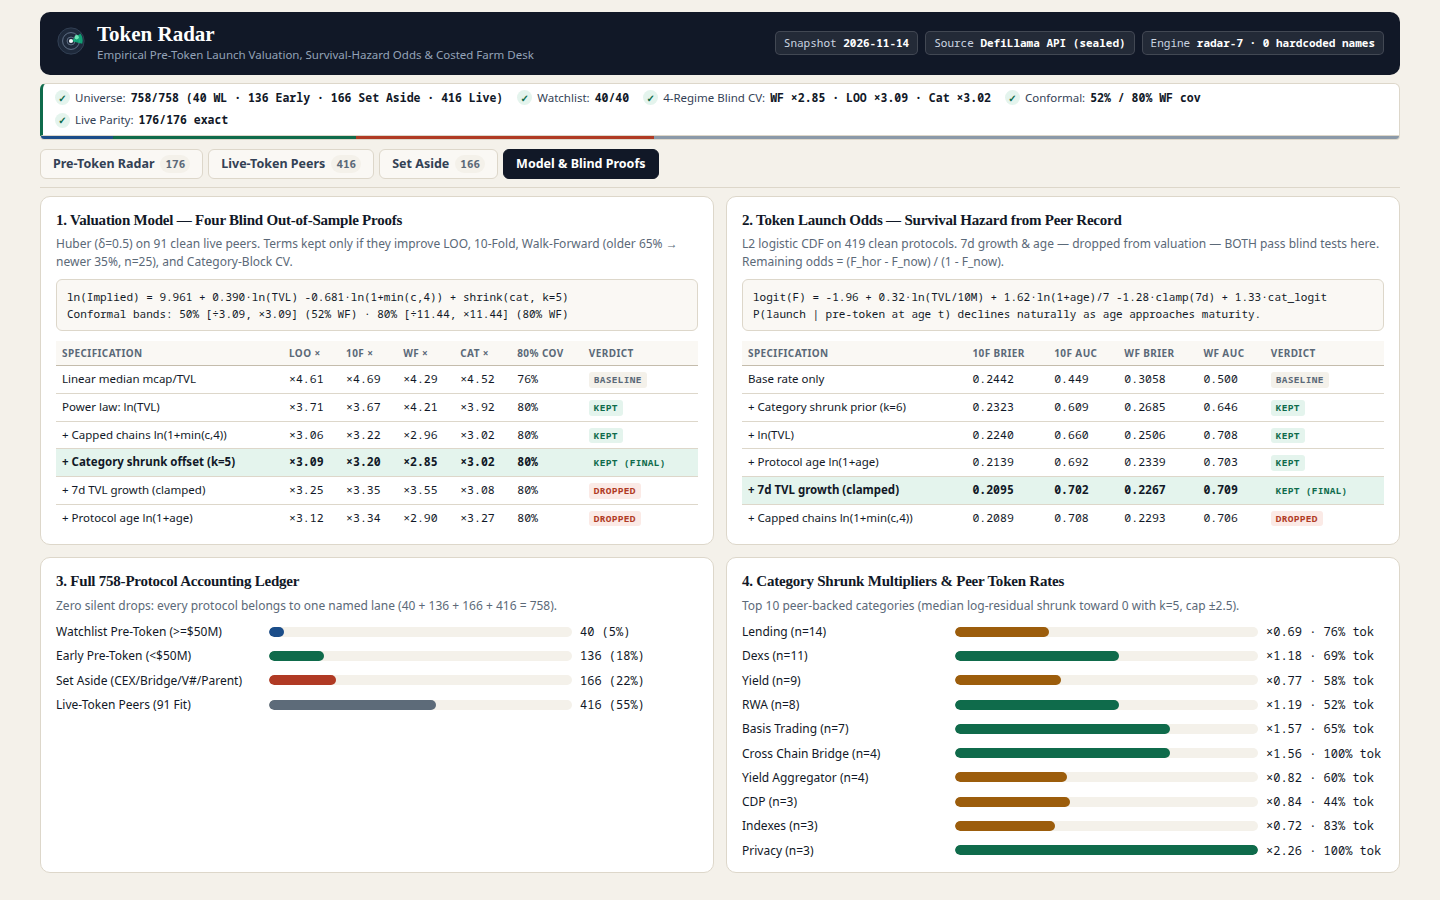 Token Radar
Empirical Pre-Token Launch Valuation, Survival-Hazard Odds & Costed Farm Desk
Snapshot 2026-11-14
Source DefiLlama API (sealed)
Engine radar-7 · 0 hardcoded names
✓ Universe: 758/758 (40 WL · 136 Early · 166 Set Aside · 416 Live) ✓ Watchlist: 40/40 ✓ 4-Regime Blind CV: WF ×2.85 · LOO ×3.09 · Cat ×3.02 ✓ Conformal: 52% / 80% WF cov
✓ Live Parity: 176/176 exact
Pre-Token Radar 176
Live-Token Peers 416
Set Aside 166
Model & Blind Proofs
1. Valuation Model — Four Blind Out-of-Sample Proofs
Huber (δ=0.5) on 91 clean live peers. Terms kept only if they improve LOO, 10-Fold, Walk-Forward (older 65% →
newer 35%, n=25), and Category-Block CV.
ln(Implied) = 9.961 + 0.390·ln(TVL) -0.681·ln(1+min(c,4)) + shrink(cat, k=5)
Conformal bands: 50% [÷3.09, ×3.09] (52% WF) · 80% [÷11.44, ×11.44] (80% WF)
SPECIFICATION LOO × 10F × WF × CAT × 80% COV VERDICT
Linear median mcap/TVL ×4.61 ×4.69 ×4.29 ×4.52 76% BASELINE
Power law: ln(TVL) ×3.71 ×3.67 ×4.21 ×3.92 80% KEPT
+ Capped chains ln(1+min(c,4)) ×3.06 ×3.22 ×2.96 ×3.02 80% KEPT
+ Category shrunk offset (k=5) ×3.09 ×3.20 ×2.85 ×3.02 80% KEPT (FINAL)
+ 7d TVL growth (clamped) ×3.25 ×3.35 ×3.55 ×3.08 80% DROPPED
+ Protocol age ln(1+age) ×3.12 ×3.34 ×2.90 ×3.27 80% DROPPED
2. Token Launch Odds — Survival Hazard from Peer Record
L2 logistic CDF on 419 clean protocols. 7d growth & age — dropped from valuation — BOTH pass blind tests here.
Remaining odds = (F_hor - F_now) / (1 - F_now).
logit(F) = -1.96 + 0.32·ln(TVL/10M) + 1.62·ln(1+age)/7 -1.28·clamp(7d) + 1.33·cat_logit
P(launch | pre-token at age t) declines naturally as age approaches maturity.
SPECIFICATION 10F BRIER 10F AUC WF BRIER WF AUC VERDICT
Base rate only 0.2442 0.449 0.3058 0.500 BASELINE
+ Category shrunk prior (k=6) 0.2323 0.609 0.2685 0.646 KEPT
+ ln(TVL) 0.2240 0.660 0.2506 0.708 KEPT
+ Protocol age ln(1+age) 0.2139 0.692 0.2339 0.703 KEPT
+ 7d TVL growth (clamped) 0.2095 0.702 0.2267 0.709 KEPT (FINAL)
+ Capped chains ln(1+min(c,4)) 0.2089 0.708 0.2293 0.706 DROPPED
3. Full 758-Protocol Accounting Ledger
Zero silent drops: every protocol belongs to one named lane (40 + 136 + 166 + 416 = 758).
Watchlist Pre-Token (>=$50M) 40 (5%)
Early Pre-Token (<$50M) 136 (18%)
Set Aside (CEX/Bridge/V#/Parent) 166 (22%)
Live-Token Peers (91 Fit) 416 (55%)
4. Category Shrunk Multipliers & Peer Token Rates
Top 10 peer-backed categories (median log-residual shrunk toward 0 with k=5, cap ±2.5).
Lending (n=14) ×0.69 · 76% tok
Dexs (n=11) ×1.18 · 69% tok
Yield (n=9) ×0.77 · 58% tok
RWA (n=8) ×1.19 · 52% tok
Basis Trading (n=7) ×1.57 · 65% tok
Cross Chain Bridge (n=4) ×1.56 · 100% tok
Yield Aggregator (n=4) ×0.82 · 60% tok
CDP (n=3) ×0.84 · 44% tok
Indexes (n=3) ×0.72 · 83% tok
Privacy (n=3) ×2.26 · 100% tok